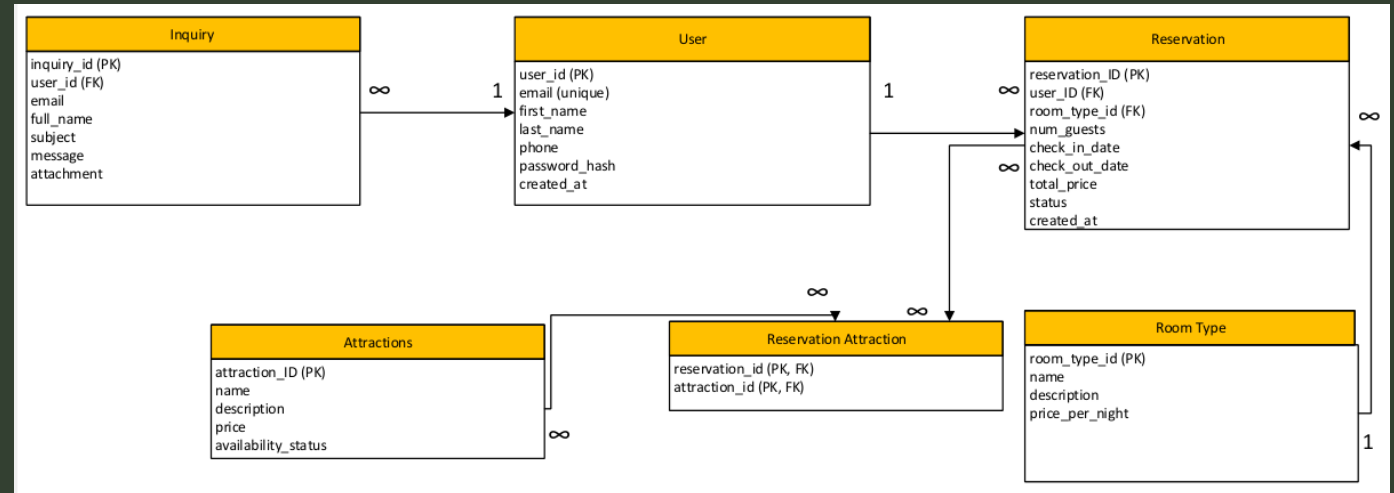 Inquiry
inquiry_id (PK)
user_id (FK)
email
full_name
subject
message
attachment
∞
1
User
user_id (PK)
email (unique)
first_name
last_name
phone
password_hash
created_at
1
∞
∞
Reservation
reservation_ID (PK)
user_ID (FK)
room_type_id (FK)
num_guests
check_in_date
check_out_date
total_price
status
created_at
∞
Attractions
attraction_ID (PK)
name
description
price
availability_status
∞
∞
∞
Reservation Attraction
reservation_id (PK, FK)
attraction_id (PK, FK)
Room Type
room_type_id (PK)
name
description
price_per_night
1